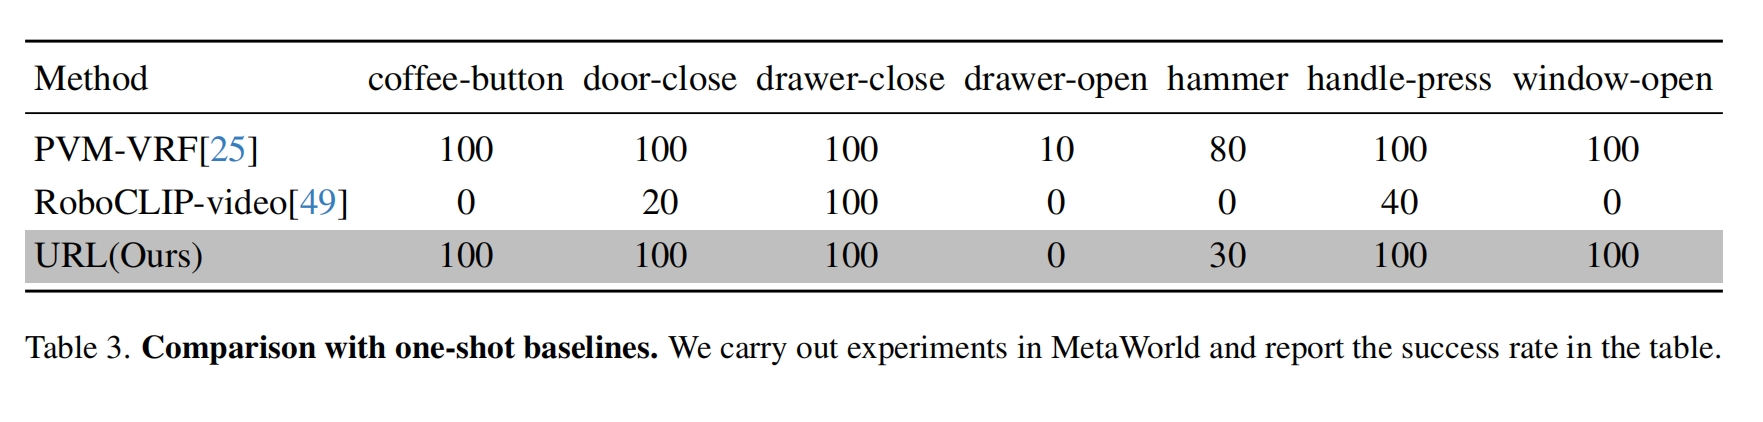 Method coffee-button door-close drawer-close drawer-open hammer handle-press window-open
PVM-VRF[25] 100 100 100 10 80 100 100
RoboCLIP-video[49] 0 20 100 0 0 40 0
URL(Ours) 100 100 100 0 30 100 100
Table 3. Comparison with one-shot baselines. We carry out experiments in MetaWorld and report the success rate in the table.